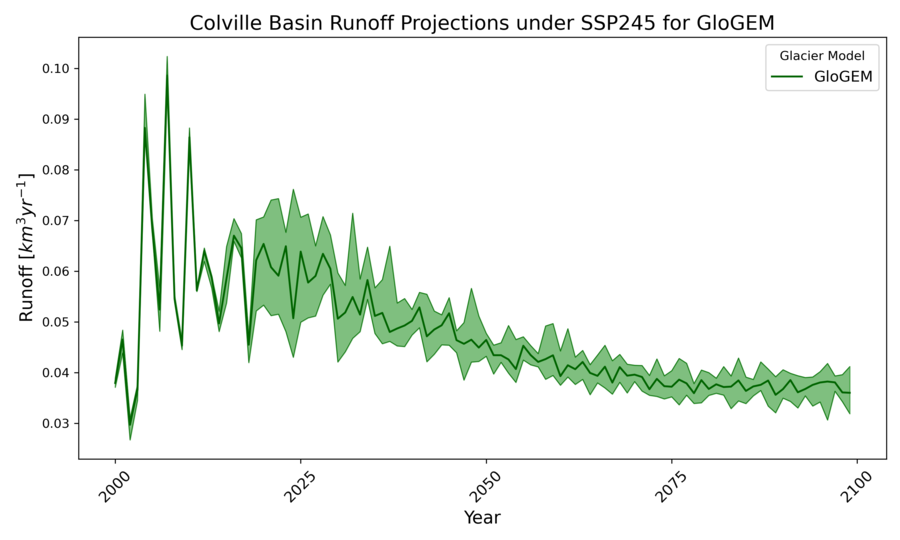 Colville Basin Runoff Projections under SSP245 for GloGEM
Glacier Model
GloGEM
0.10
0.09
0.08
0.07
0.06
0.05
0.04
0.03
Runoff [km³yr⁻¹]
2000
2025
2050
2075
2100
Year